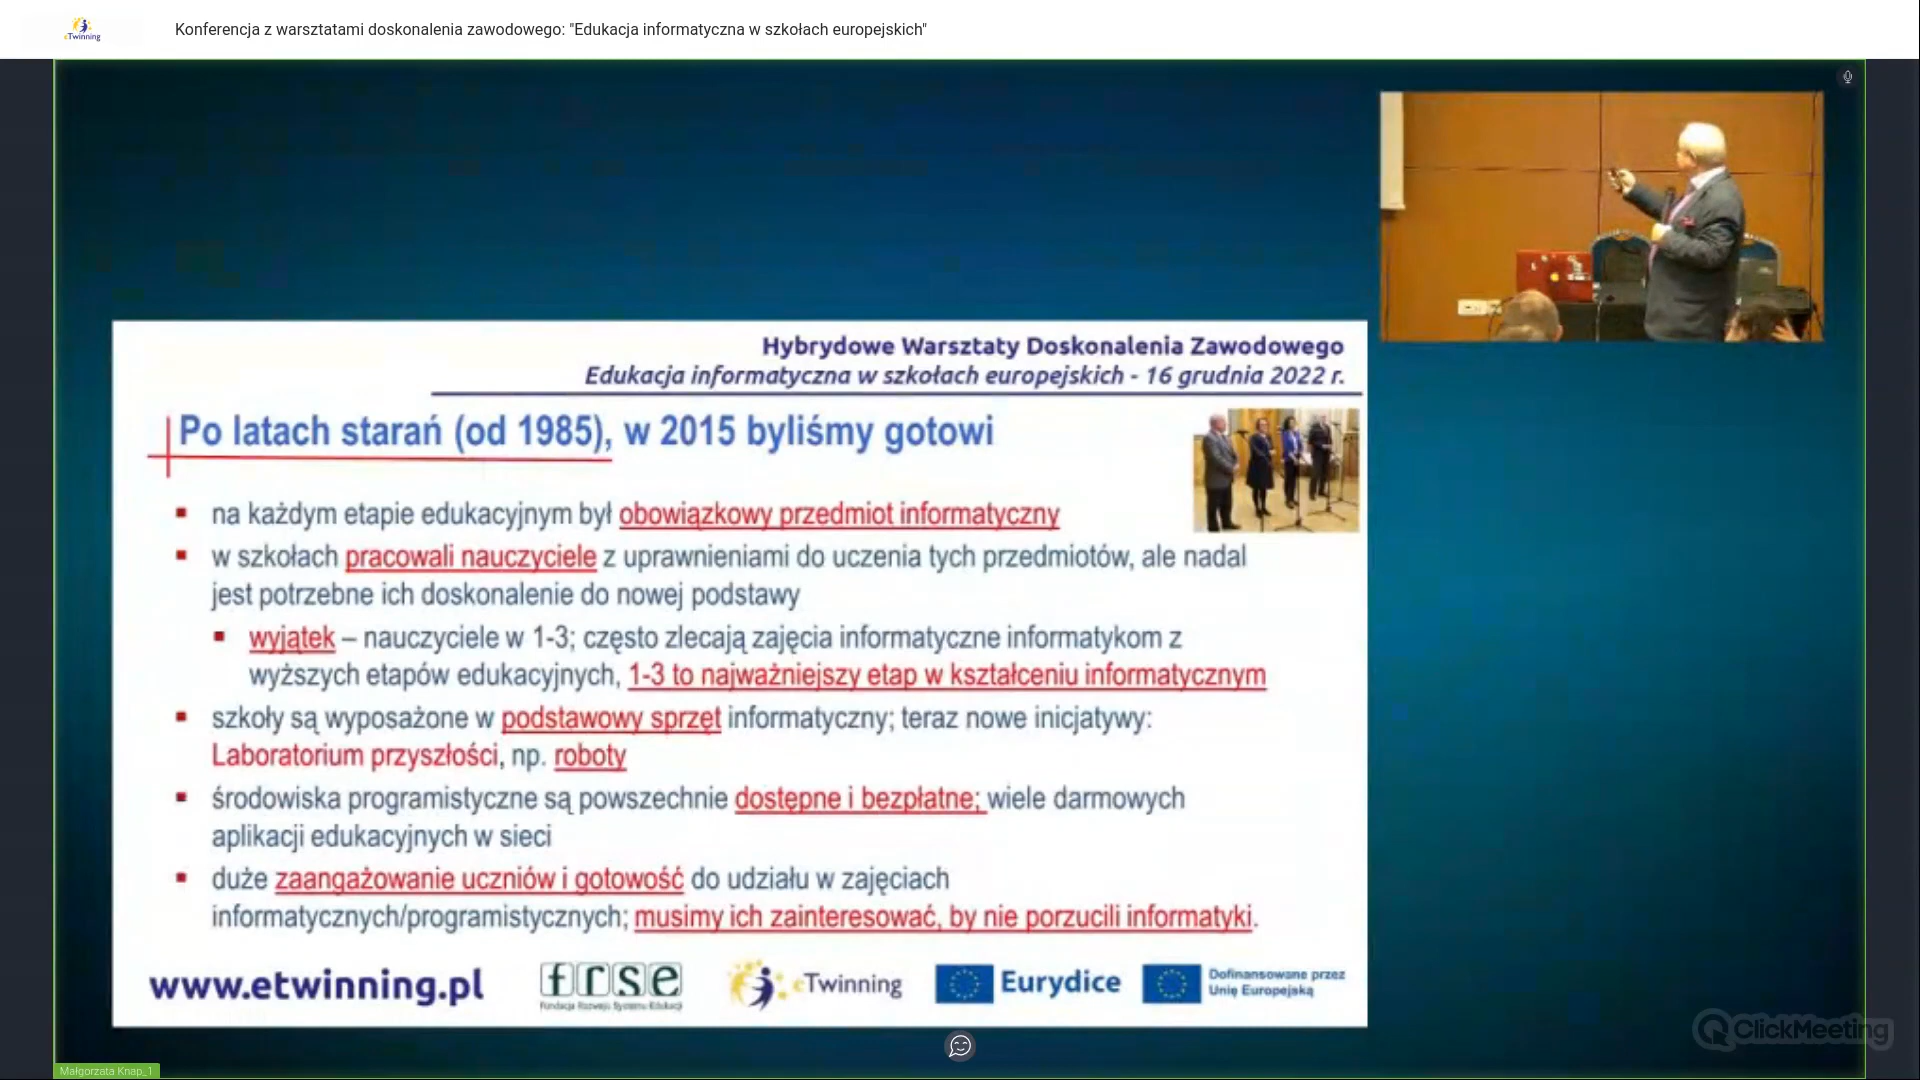 eTwinning
Konferencja z warsztatami doskonalenia zawodowego: "Edukacja informatyczna w szkołach europejskich"
Hybrydowe Warsztaty Doskonalenia Zawodowego
Edukacja informatyczna w szkołach europejskich - 16 grudnia 2022 r.
Po latach starań (od 1985), w 2015 byliśmy gotowi
na każdym etapie edukacyjnym był obowiązkowy przedmiot informatyczny
w szkołach pracowali nauczyciele z uprawnieniami do uczenia tych przedmiotów, ale nadal
jest potrzebne ich doskonalenie do nowej podstawy
wyjątek – nauczyciele w 1-3; często zlecają zajęcia informatyczne informatykom z
wyższych etapów edukacyjnych, 1-3 to najważniejszy etap w kształceniu informatycznym
szkoły są wyposażone w podstawowy sprzęt informatyczny; teraz nowe inicjatywy:
Laboratorium przyszłości, np. roboty
środowiska programistyczne są powszechnie dostępne i bezpłatne; wiele darmowych
aplikacji edukacyjnych w sieci
duże zaangażowanie uczniów i gotowość do udziału w zajęciach
informatycznych/programistycznych; musimy ich zainteresować, by nie porzucili informatyki.
www.etwinning.pl
frse
Fundacja Rozwoju Systemu Edukacji
eTwinning
Eurydice
Dofinansowane przez
Unię Europejską
ClickMeeting
Małgorzata Knap_1